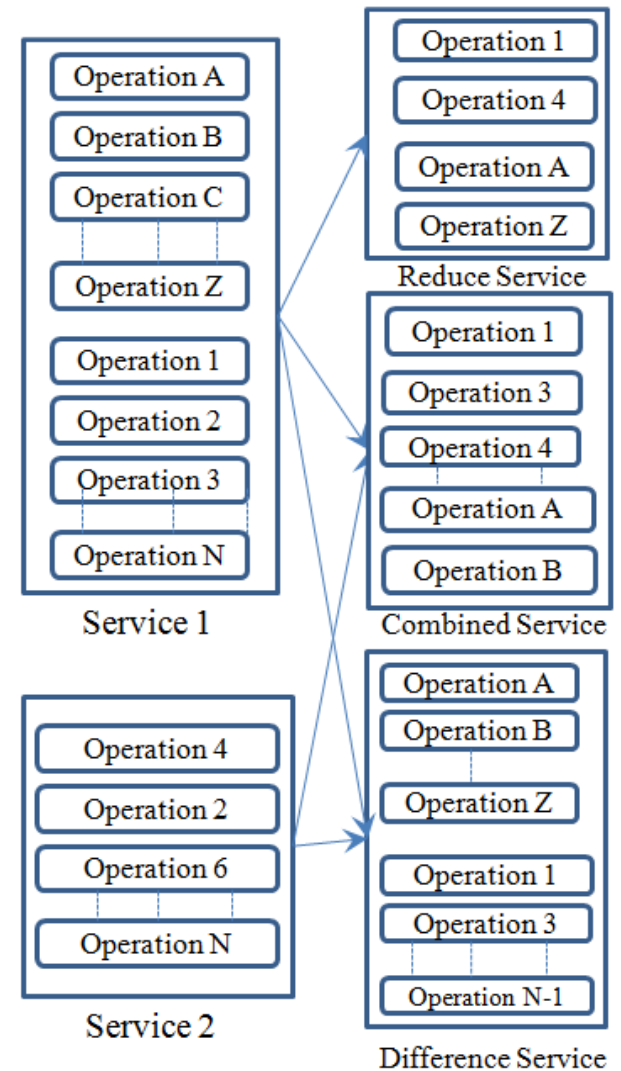 Operation A
Operation B
Operation C
Operation Z
Operation 1
Operation 2
Operation 3
Operation N
Service 1
Operation 4
Operation 2
Operation 6
Operation N
Service 2
Operation 1
Operation 4
Operation A
Operation Z
Reduce Service
Operation 1
Operation 3
Operation 4
Operation A
Operation B
Combined Service
Operation A
Operation B
Operation Z
Operation 1
Operation 3
Operation N-1
Difference Service